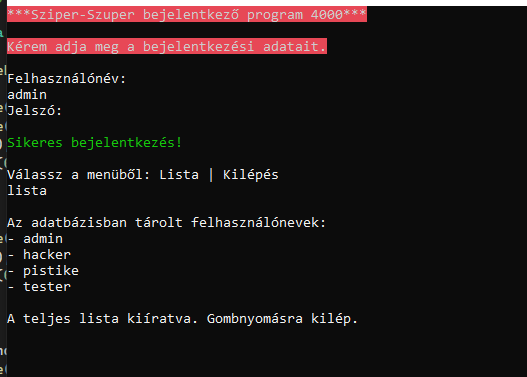 ***Sziper-Szuper bejelentkező program 4000***
Kérem adja meg a bejelentkezési adatait.
Felhasználónév:
admin
Jelszó:
Sikeres bejelentkezés!
Válassz a menüből: Lista | Kilépés
lista
Az adatbázisban tárolt felhasználónevek:
- admin
- hacker
- pistike
- tester
A teljes lista kiíratva. Gombnyomásra kilép.